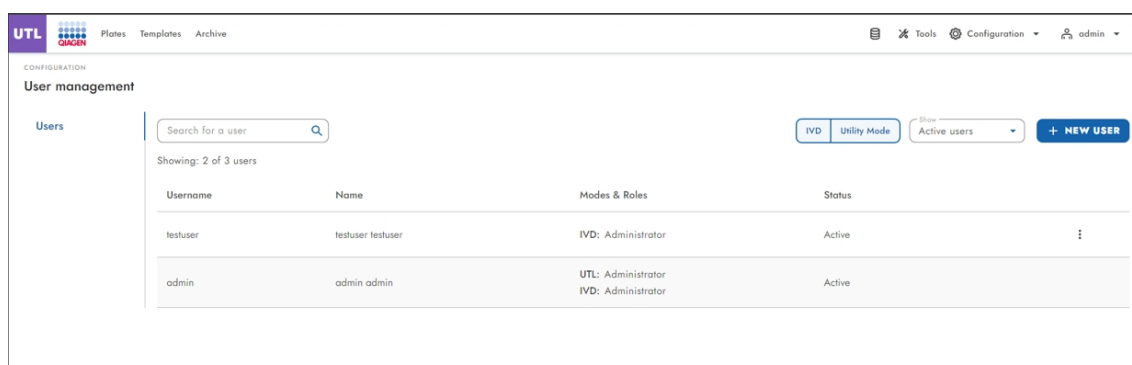 UTL QIAGEN Plates Templates Archive Tools Configuration admin
CONFIGURATION
User management
Users
Search for a user IVD Utility Mode Show Active users + NEW USER
Showing: 2 of 3 users
Username Name Modes & Roles Status
testuser testuser testuser IVD: Administrator Active
admin admin admin UTL: Administrator IVD: Administrator Active